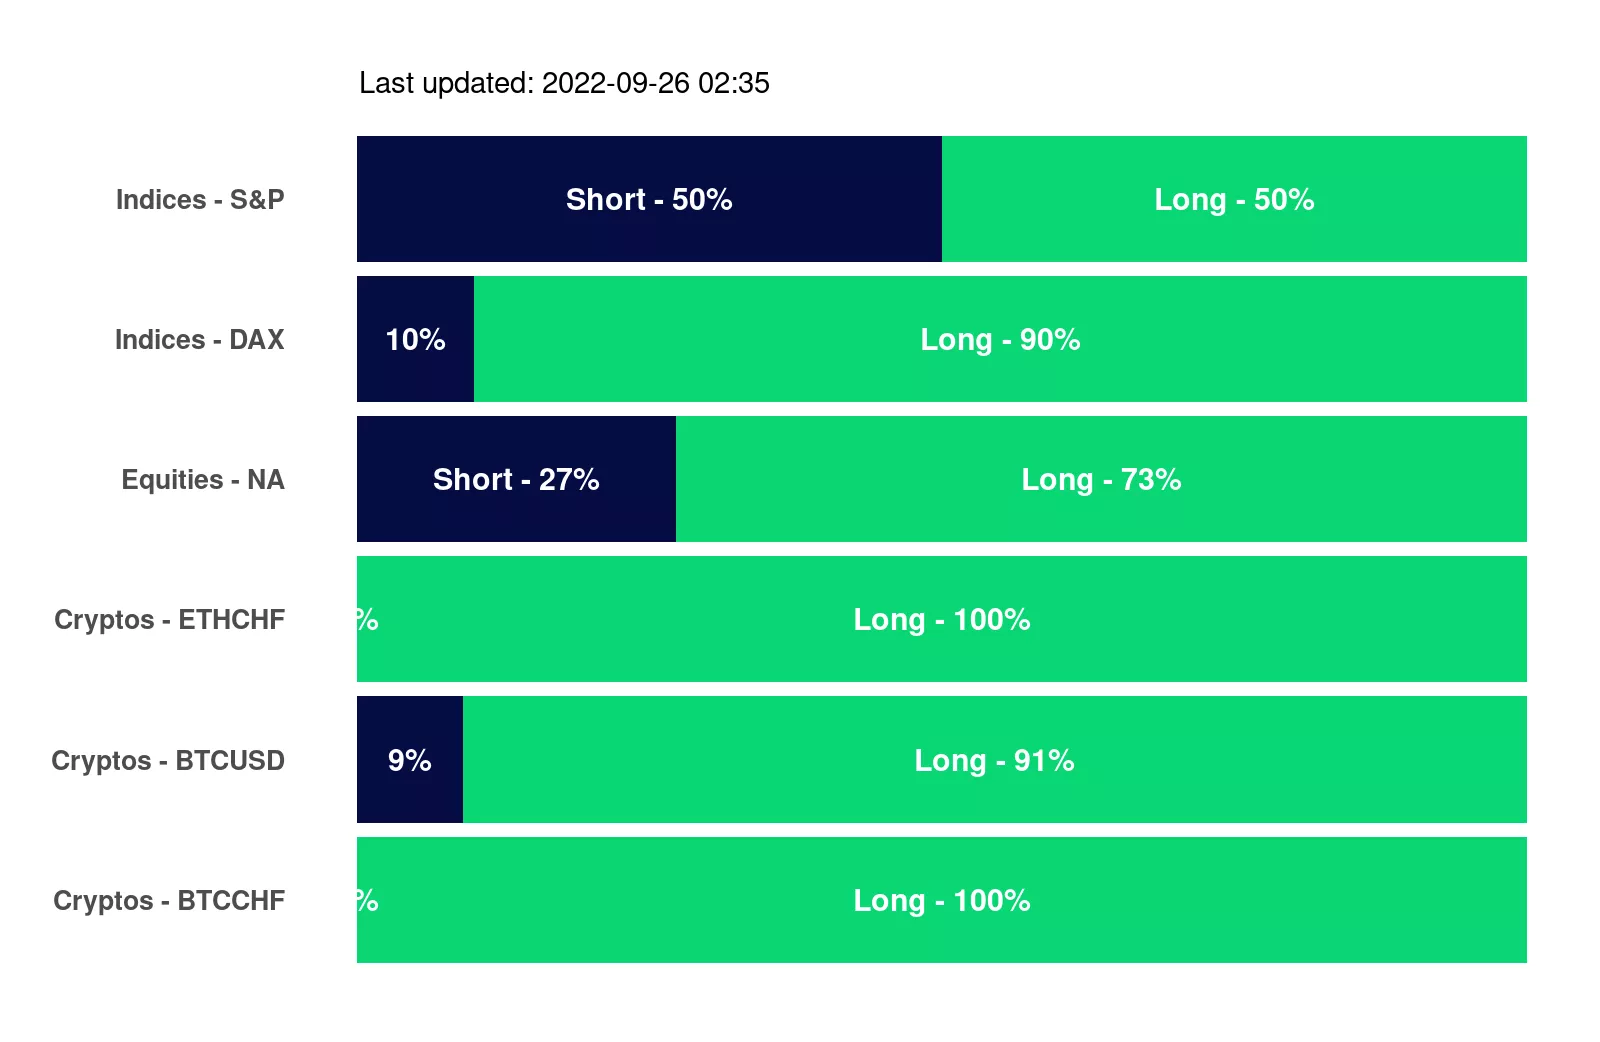 Last updated: 2022-09-26 02:35
Indices - S&P Short - 50% Long - 50%
Indices - DAX 10% Long - 90%
Equities - NA Short - 27% Long - 73%
Cryptos - ETHCHF % Long - 100%
Cryptos - BTCUSD 9% Long - 91%
Cryptos - BTCCHF % Long - 100%